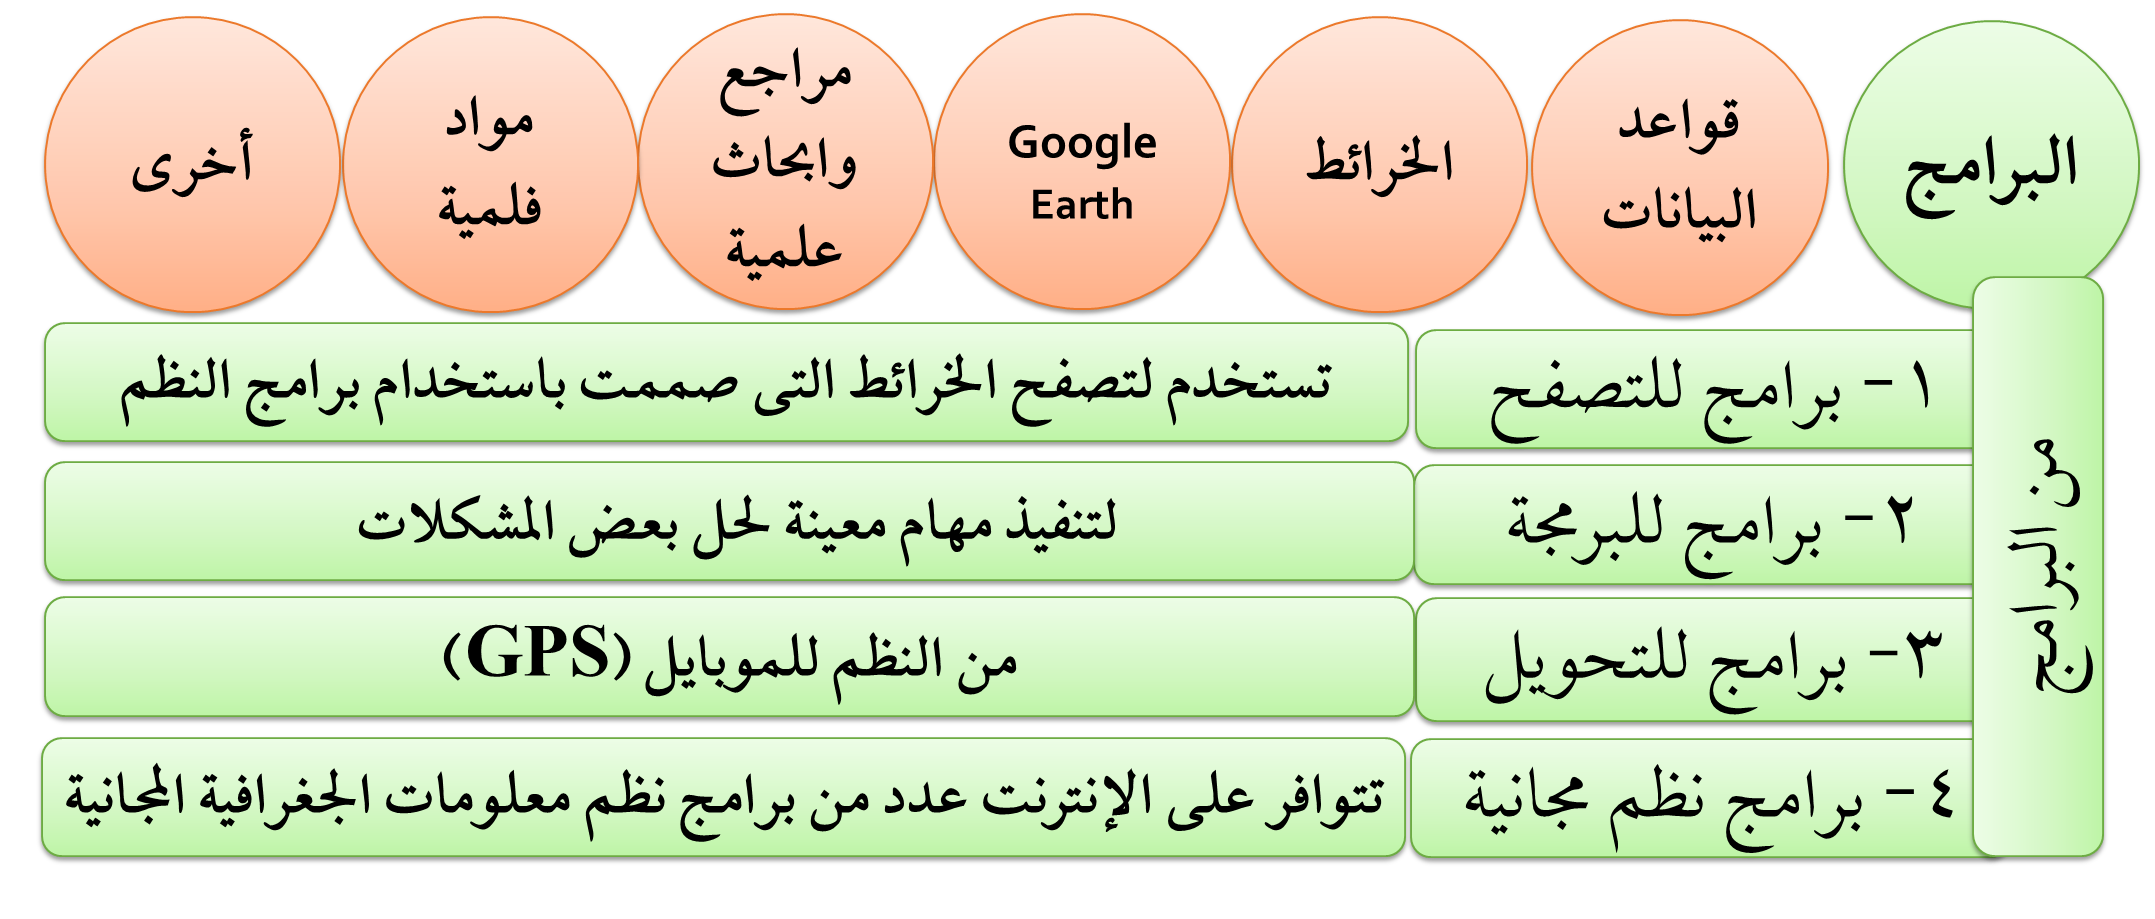 البرامج
قواعد
البيانات
الخرائط
Google
Earth
مراجع
وابحاث
علمية
مواد
فلمية
أخرى
من البرامج
١ - برامج للتصفح
تستخدم لتصفح الخرائط التى صممت باستخدام برامج النظم
٢ - برامج للبرمجة
لتنفيذ مهام معينة لحل بعض المشكلات
٣- برامج للتحويل
من النظم للموبايل (GPS)
٤ - برامج نظم مجانية
تتوافر على الإنترنت عدد من برامج نظم معلومات الجغرافية المجانية